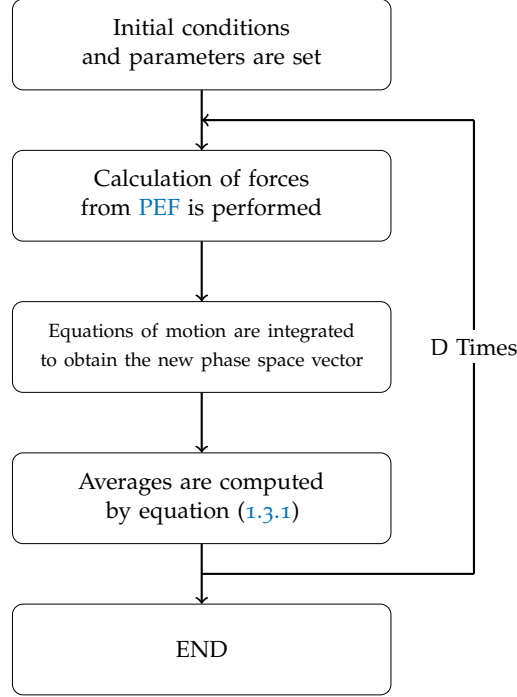 Initial conditions
and parameters are set
Calculation of forces
from PEF is performed
Equations of motion are integrated
to obtain the new phase space vector
D Times
Averages are computed
by equation (1.3.1)
END